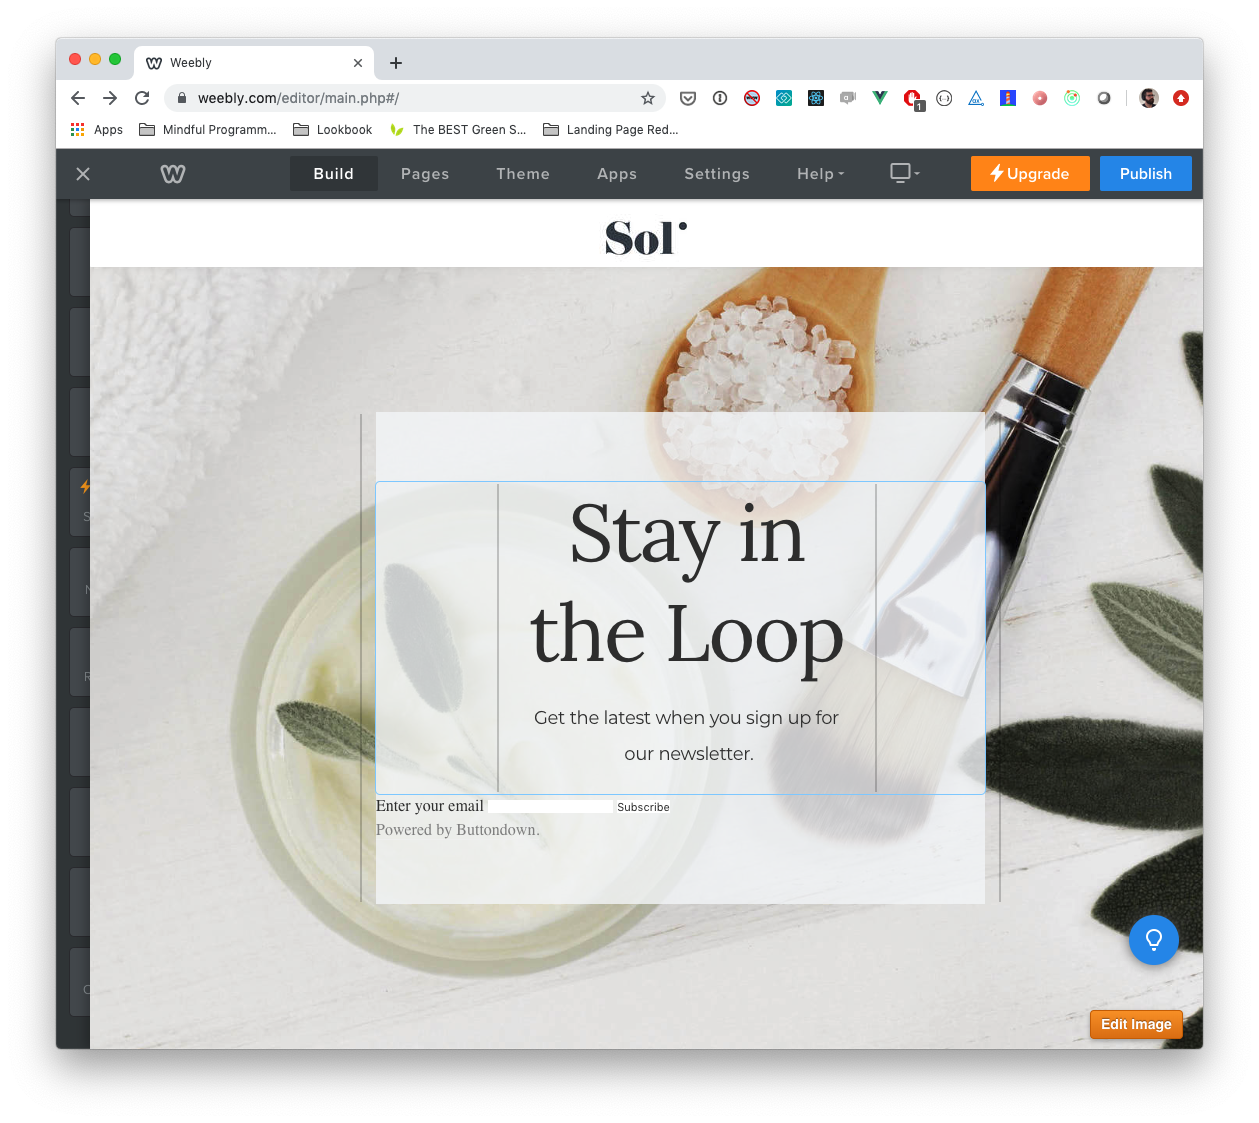 Weebly
weebly.com/editor/main.php#/
1
Apps Mindful Programm... Lookbook The BEST Green S... Landing Page Red...
Build Pages Theme Apps Settings Help Upgrade Publish
Sol
Stay in
the Loop
Get the latest when you sign up for
our newsletter.
Enter your email Subscribe
Powered by Buttondown.
Edit Image